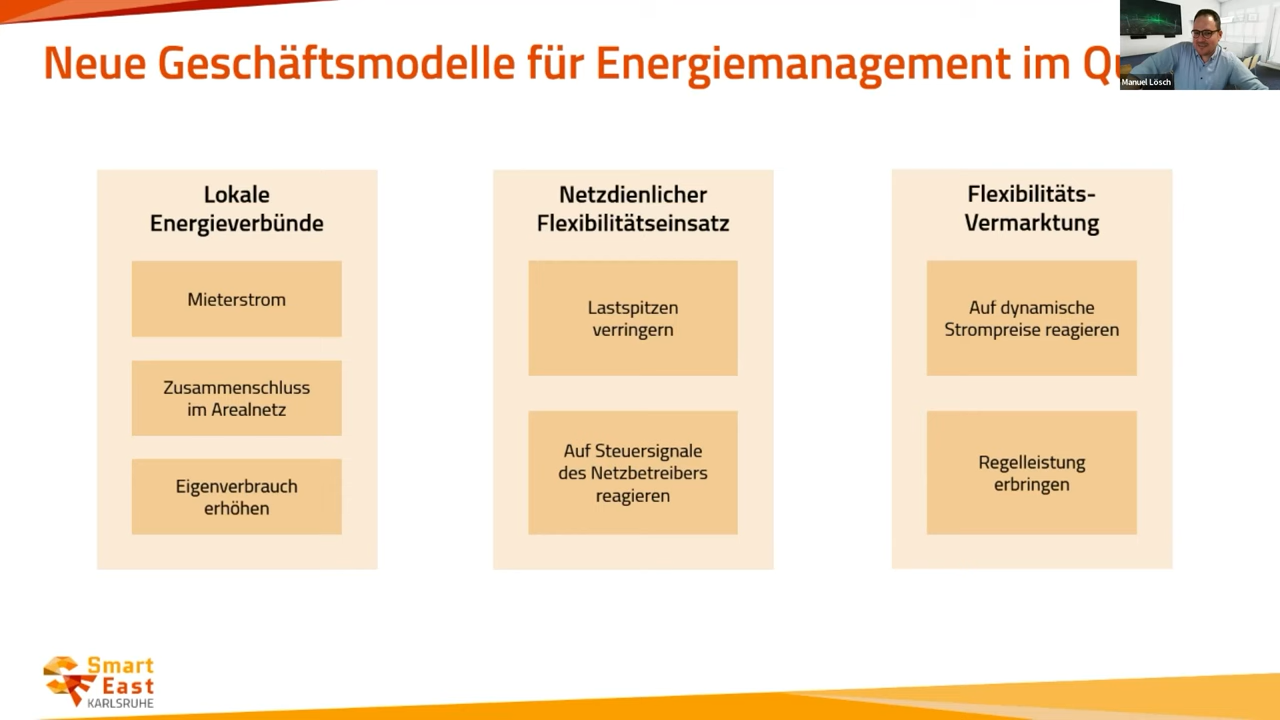 Neue Geschäftsmodelle für Energiemanagement im
Manuel Lösch
Lokale
Energieverbünde
Mieterstrom
Zusammenschluss
im Arealnetz
Eigenverbrauch
erhöhen
Netzdienlicher
Flexibilitätseinsatz
Lastspitzen
verringern
Auf Steuersignale
des Netzbetreibers
reagieren
Flexibilitäts-
Vermarktung
Auf dynamische
Strompreise reagieren
Regelleistung
erbringen
Smart
East
KARLSRUHE